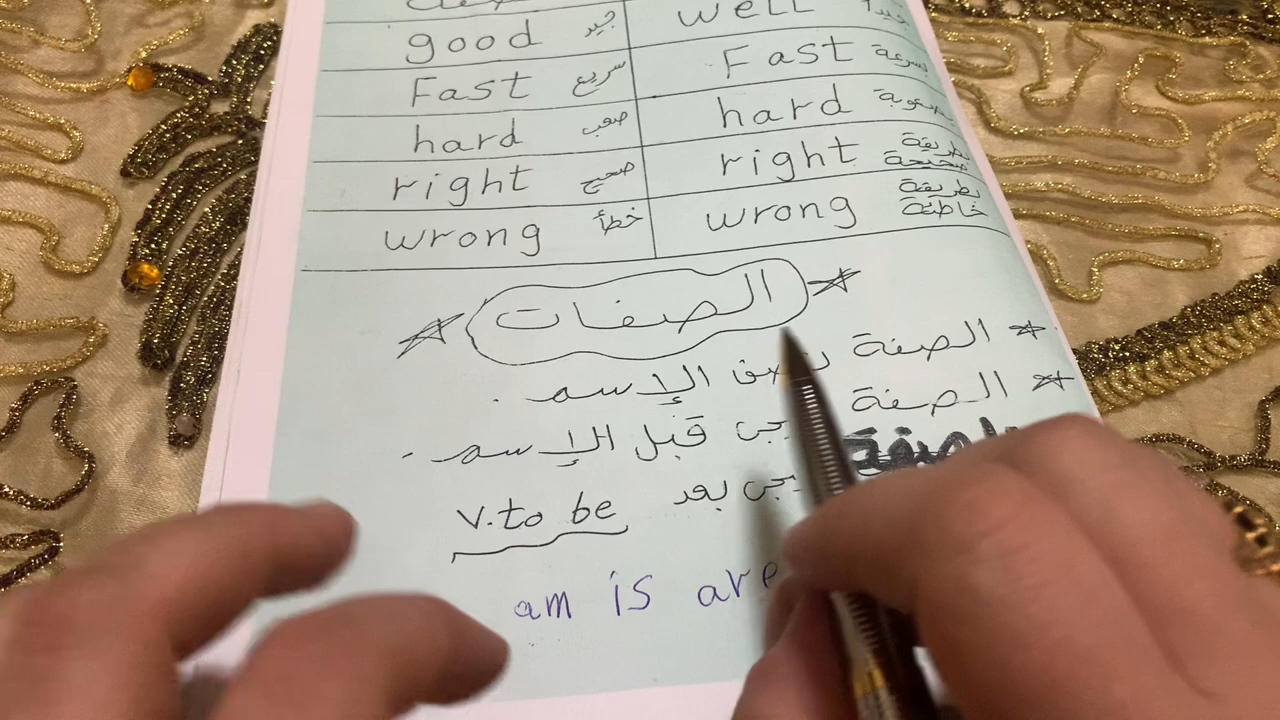 good جيد well
Fast سريع Fast بسرعة
hard صعب hard بصعوبة
right صحيح right بطريقة صحيحة
wrong خطأ wrong بطريقة خاطئة
الصفات
* الصفة الإسم .
* الصفة قبل الإسم .
بعد v.to be
am is are